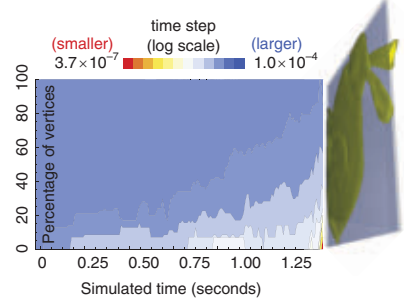 time step
(smaller) (log scale) (larger)
3.7×10⁻⁷ 1.0×10⁻⁴
Percentage of vertices
100
80
60
40
20
0
0 0.25 0.50 0.75 1.00 1.25
Simulated time (seconds)